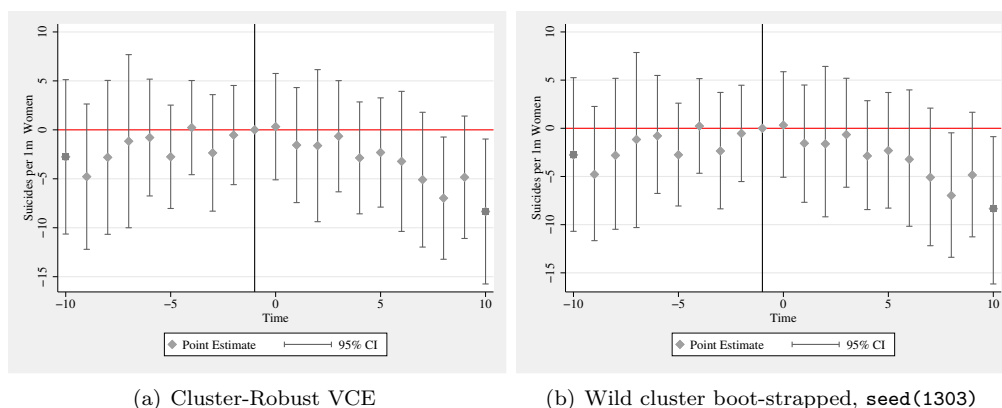 10
5
0
−5
−10
−15
Suicides per 1m Women
−10
−5
0
5
10
Time
Point Estimate
95% CI
(a) Cluster-Robust VCE
10
5
0
−5
−10
−15
Suicides per 1m Women
−10
−5
0
5
10
Time
Point Estimate
95% CI
(b) Wild cluster boot-strapped, seed(1303)